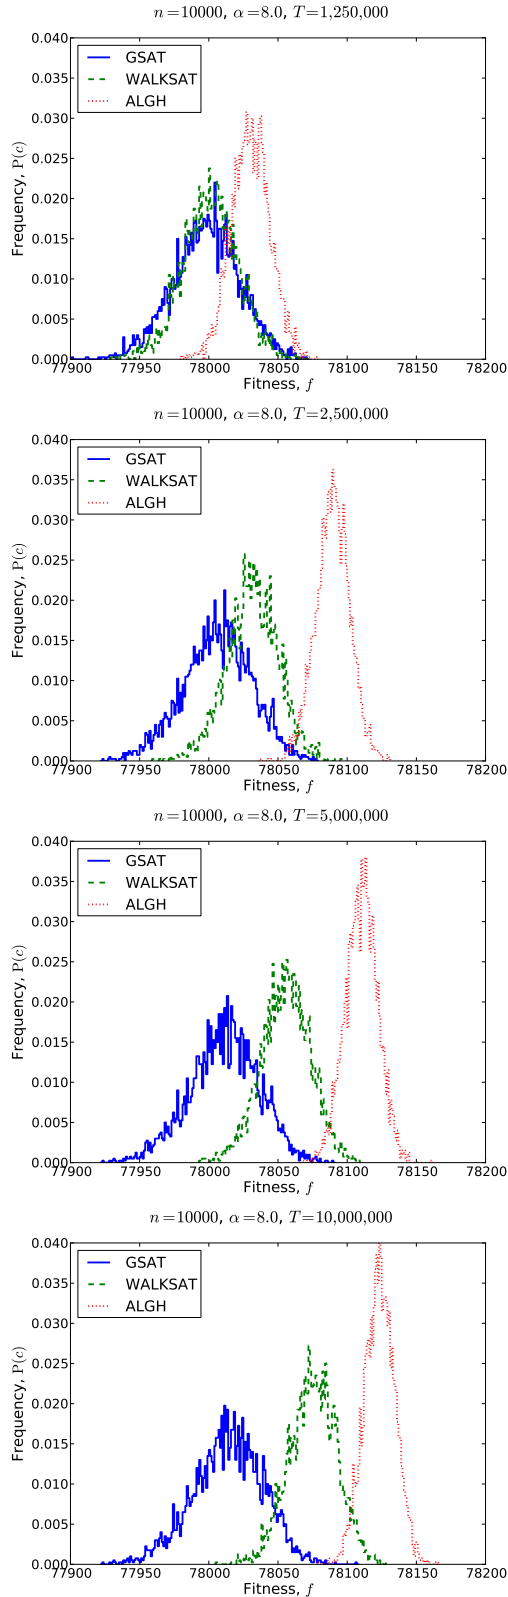 n=10000, α=8.0, T=1,250,000
0.040
0.035
0.030
0.025
0.020
0.015
0.010
0.005
0.000
Frequency, P(c)
GSAT
WALKSAT
ALGH
77900 77950 78000 78050 78100 78150 78200
Fitness, f
n=10000, α=8.0, T=2,500,000
0.040
0.035
0.030
0.025
0.020
0.015
0.010
0.005
0.000
Frequency, P(c)
GSAT
WALKSAT
ALGH
77900 77950 78000 78050 78100 78150 78200
Fitness, f
n=10000, α=8.0, T=5,000,000
0.040
0.035
0.030
0.025
0.020
0.015
0.010
0.005
0.000
Frequency, P(c)
GSAT
WALKSAT
ALGH
77900 77950 78000 78050 78100 78150 78200
Fitness, f
n=10000, α=8.0, T=10,000,000
0.040
0.035
0.030
0.025
0.020
0.015
0.010
0.005
0.000
Frequency, P(c)
GSAT
WALKSAT
ALGH
77900 77950 78000 78050 78100 78150 78200
Fitness, f